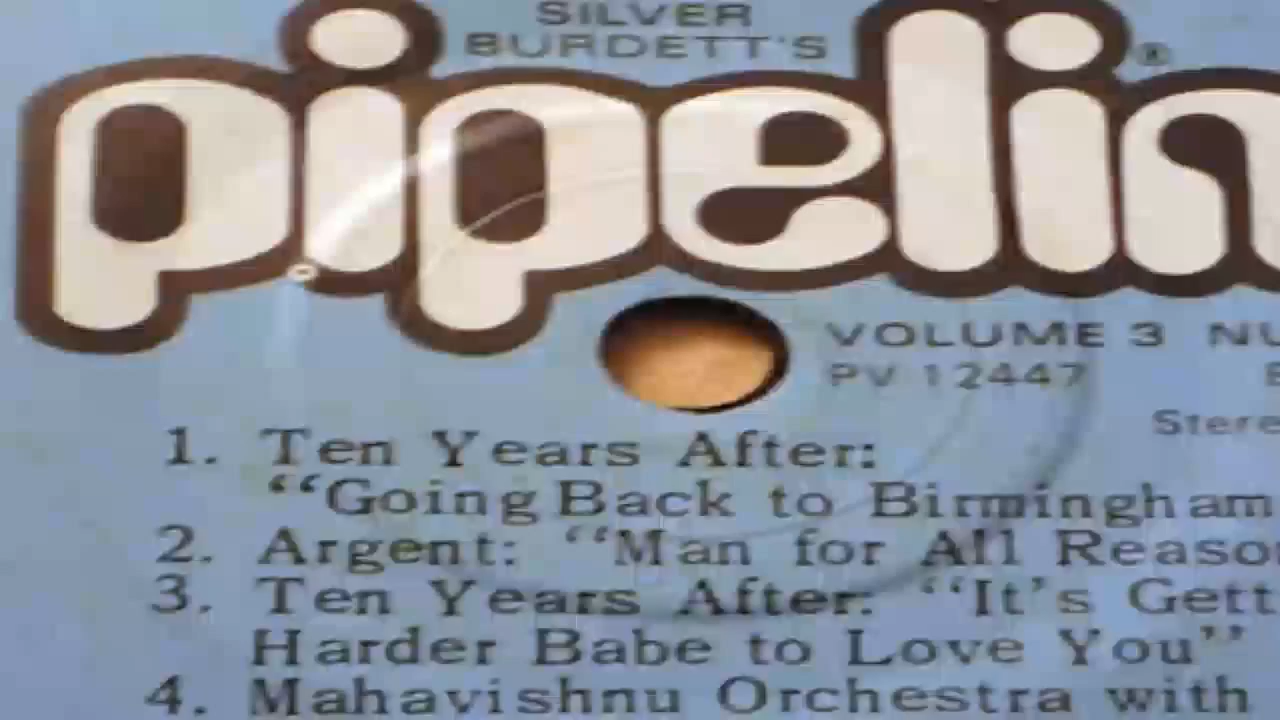 SILVER
BURDETT'S
pipelin
®
VOLUME 3 NU
PV 12447
Stere
1. Ten Years After:
“Going Back to Birmingham
2. Argent: “Man for All Reaso
3. Ten Years After: “It's Gett
Harder Babe to Love You”
4. Mahavishnu Orchestra with